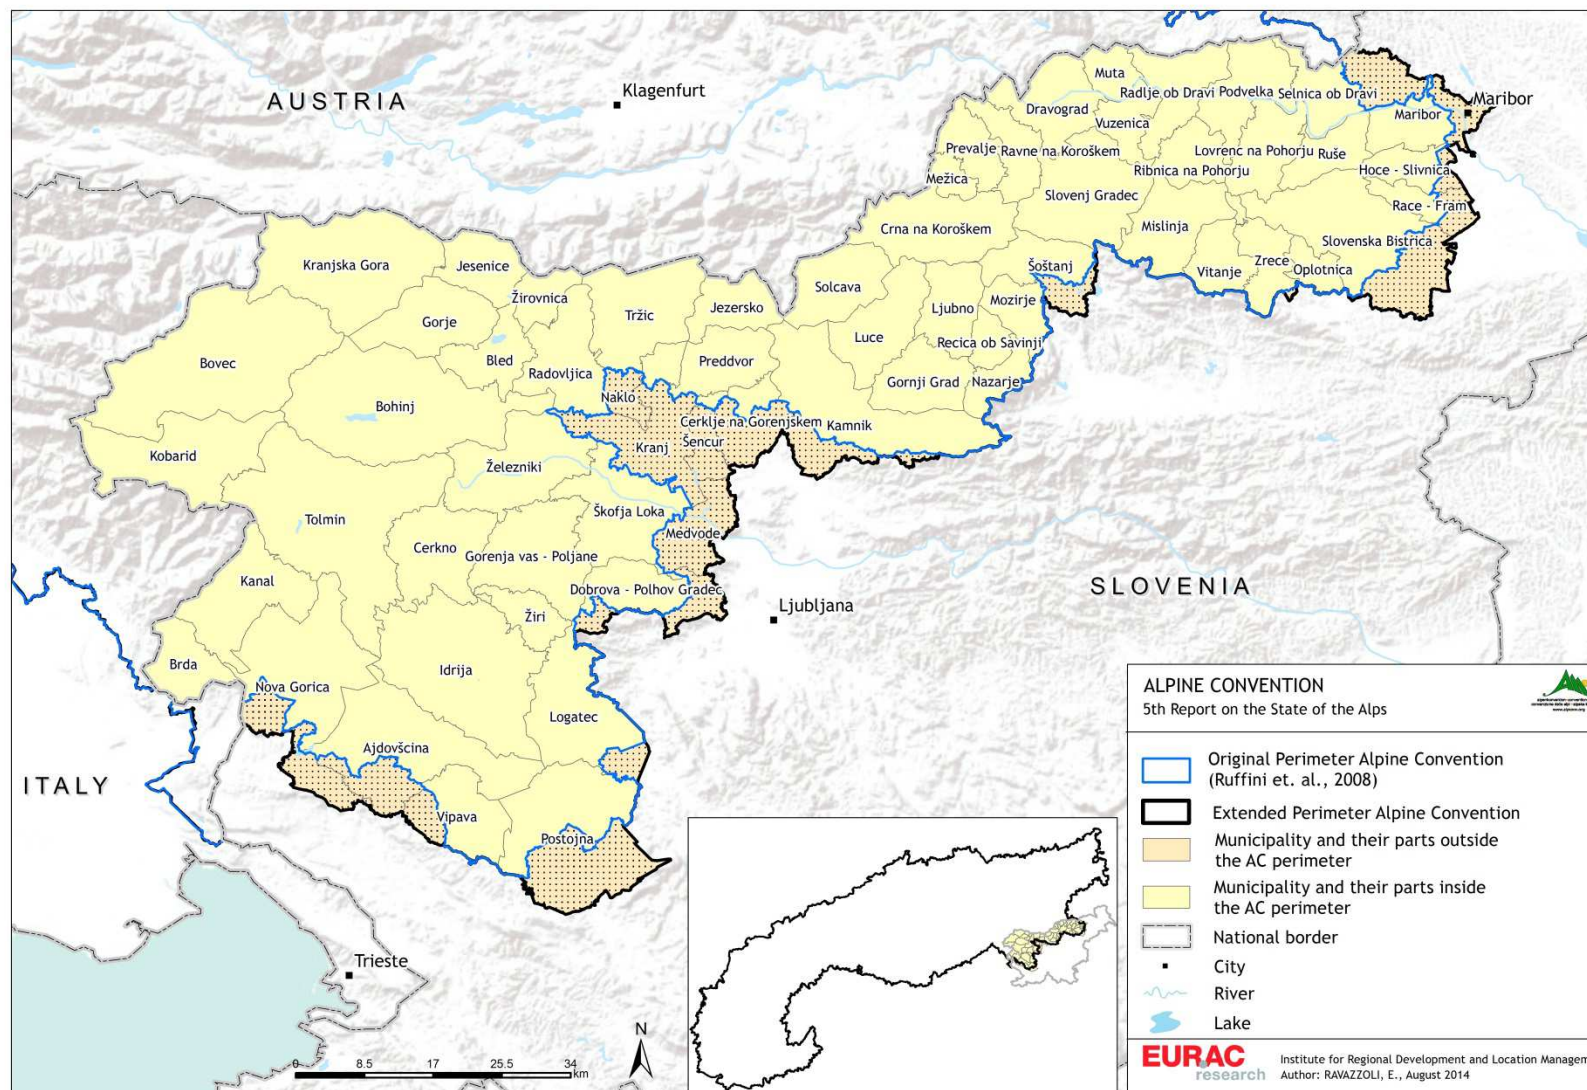 AUSTRIA
Klagenfurt
Maribor
Muta
Radlje ob Dravi
Podvelka
Selnica ob Dravi
Dravograd
Vuzenica
Maribor
Prevalje
Ravne na Koroškem
Lovrenc na Pohorju
Ruše
Mežica
Ribnica na Pohorju
Hoce - Slivnica
Slovenj Gradec
Race - Fram
Crna na Koroškem
Mislinja
Slovenska Bistrica
Kranjska Gora
Jesenice
Šoštanj
Vitanje
Zrece
Oplotnica
Žirovnica
Solcava
Mozirje
Tržic
Jezersko
Ljubno
Gorje
Luce
Recica ob Savinji
Bovec
Bled
Preddvor
Radovljica
Gornji Grad
Nazarje
Naklo
Bohinj
Cerklje na Gorenjskem
Kamnik
Kobarid
Kranj
Šencur
Železniki
Škofja Loka
Tolmin
Medvode
Cerkno
Gorenja vas - Poljane
Kanal
Dobrova - Polhov Gradec
SLOVENIA
Ljubljana
Žiri
Brda
Idrija
Nova Gorica
Logatec
Ajdovšcina
ITALY
Vipava
Postojna
Trieste
N
0 8.5 17 25.5 34
km
ALPINE CONVENTION
5th Report on the State of the Alps
Original Perimeter Alpine Convention
(Ruffini et. al., 2008)
Extended Perimeter Alpine Convention
Municipality and their parts outside
the AC perimeter
Municipality and their parts inside
the AC perimeter
National border
City
River
Lake
EURAC
research
Institute for Regional Development and Location Managem
Author: RAVAZZOLI, E., August 2014